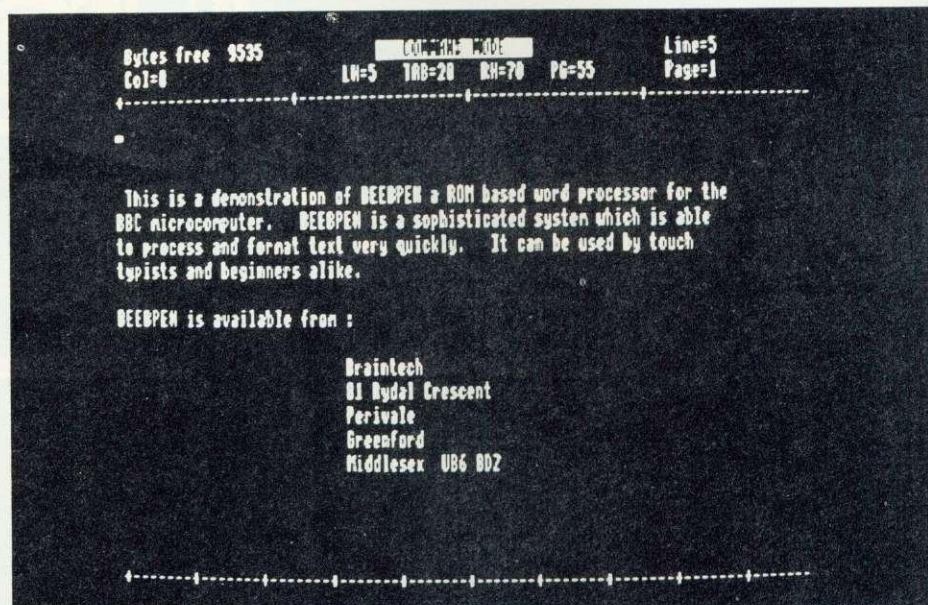 Bytes free 9535 COMMAND MODE Line=5
Col=0 LM=5 TAB=20 RM=70 PG=55 Page=1
This is a demonstration of BEEBPEN a ROM based word processor for the
BBC microcomputer. BEEBPEN is a sophisticated system which is able
to process and format text very quickly. It can be used by touch
typists and beginners alike.
BEEBPEN is available from :
Braintech
Rydal Crescent
Perivale
Greenford
Middlesex UB6